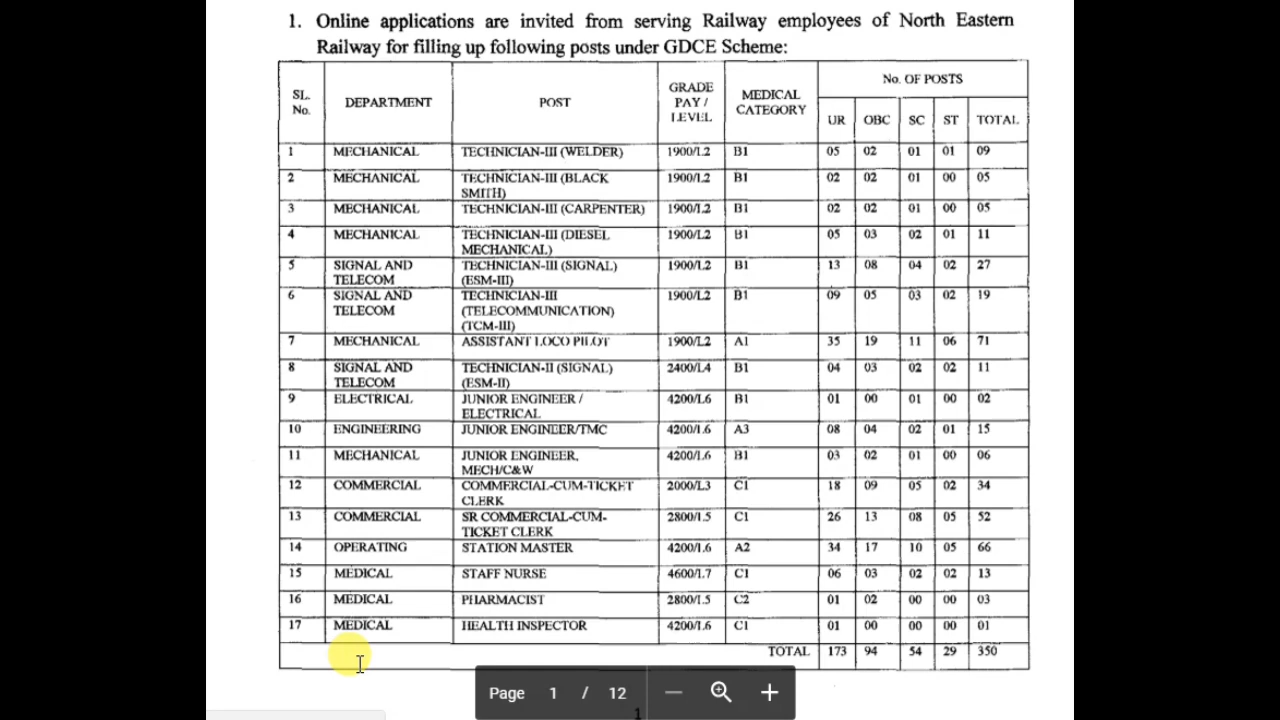 1. Online applications are invited from serving Railway employees of North Eastern
Railway for filling up following posts under GDCE Scheme:
SL. No. DEPARTMENT POST GRADE PAY / LEVEL MEDICAL CATEGORY No. OF POSTS
UR OBC SC ST TOTAL
1 MECHANICAL TECHNICIAN-III (WELDER) 1900/L2 B1 05 02 01 01 09
2 MECHANICAL TECHNICIAN-III (BLACK SMITH) 1900/L2 B1 02 02 01 00 05
3 MECHANICAL TECHNICIAN-III (CARPENTER) 1900/L2 B1 02 02 01 00 05
4 MECHANICAL TECHNICIAN-III (DIESEL MECHANICAL) 1900/L2 B1 05 03 02 01 11
5 SIGNAL AND TELECOM TECHNICIAN-III (SIGNAL) (ESM-III) 1900/L2 B1 13 08 04 02 27
6 SIGNAL AND TELECOM TECHNICIAN-III (TELECOMMUNICATION) (TCM-III) 1900/L2 B1 09 05 03 02 19
7 MECHANICAL ASSISTANT LOCO PILOT 1900/L2 A1 35 19 11 06 71
8 SIGNAL AND TELECOM TECHNICIAN-II (SIGNAL) (ESM-II) 2400/L4 B1 04 03 02 02 11
9 ELECTRICAL JUNIOR ENGINEER / ELECTRICAL 4200/L6 B1 01 00 01 00 02
10 ENGINEERING JUNIOR ENGINEER/TMC 4200/L6 A3 08 04 02 01 15
11 MECHANICAL JUNIOR ENGINEER, MECH/C&W 4200/L6 B1 03 02 01 00 06
12 COMMERCIAL COMMERCIAL-CUM-TICKET CLERK 2000/L3 C1 18 09 05 02 34
13 COMMERCIAL SR COMMERCIAL-CUM-TICKET CLERK 2800/L5 C1 26 13 08 05 52
14 OPERATING STATION MASTER 4200/L6 A2 34 17 10 05 66
15 MEDICAL STAFF NURSE 4600/L7 C1 06 03 02 02 13
16 MEDICAL PHARMACIST 2800/L5 C2 01 02 00 00 03
17 MEDICAL HEALTH INSPECTOR 4200/L6 C1 01 00 00 00 01
TOTAL 173 94 54 29 350
Page 1 / 12
1